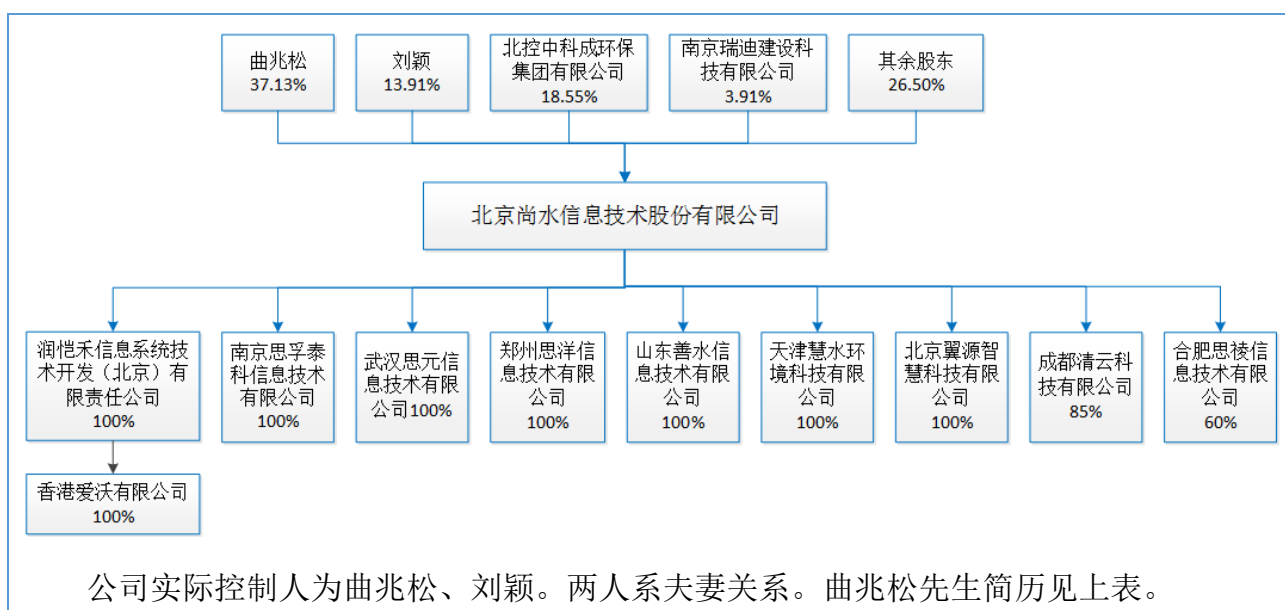 曲兆松
37.13%
刘颖
13.91%
北控中科成环保
集团有限公司
18.55%
南京瑞迪建设科
技有限公司
3.91%
其余股东
26.50%
北京尚水信息技术股份有限公司
润恺禾信息系统技
术开发（北京）有
限责任公司
100%
南京思孚泰
科信息技术
有限公司
100%
武汉思元信
息技术有限
公司100%
郑州思洋信
息技术有限
公司
100%
山东善水信
息技术有限
公司
100%
天津慧水环
境科技有限
公司
100%
北京翼源智
慧科技有限
公司
100%
成都清云科
技有限公司
85%
合肥思祾信
息技术有限
公司
60%
香港爱沃有限公司
100%
公司实际控制人为曲兆松、刘颖。两人系夫妻关系。曲兆松先生简历见上表。